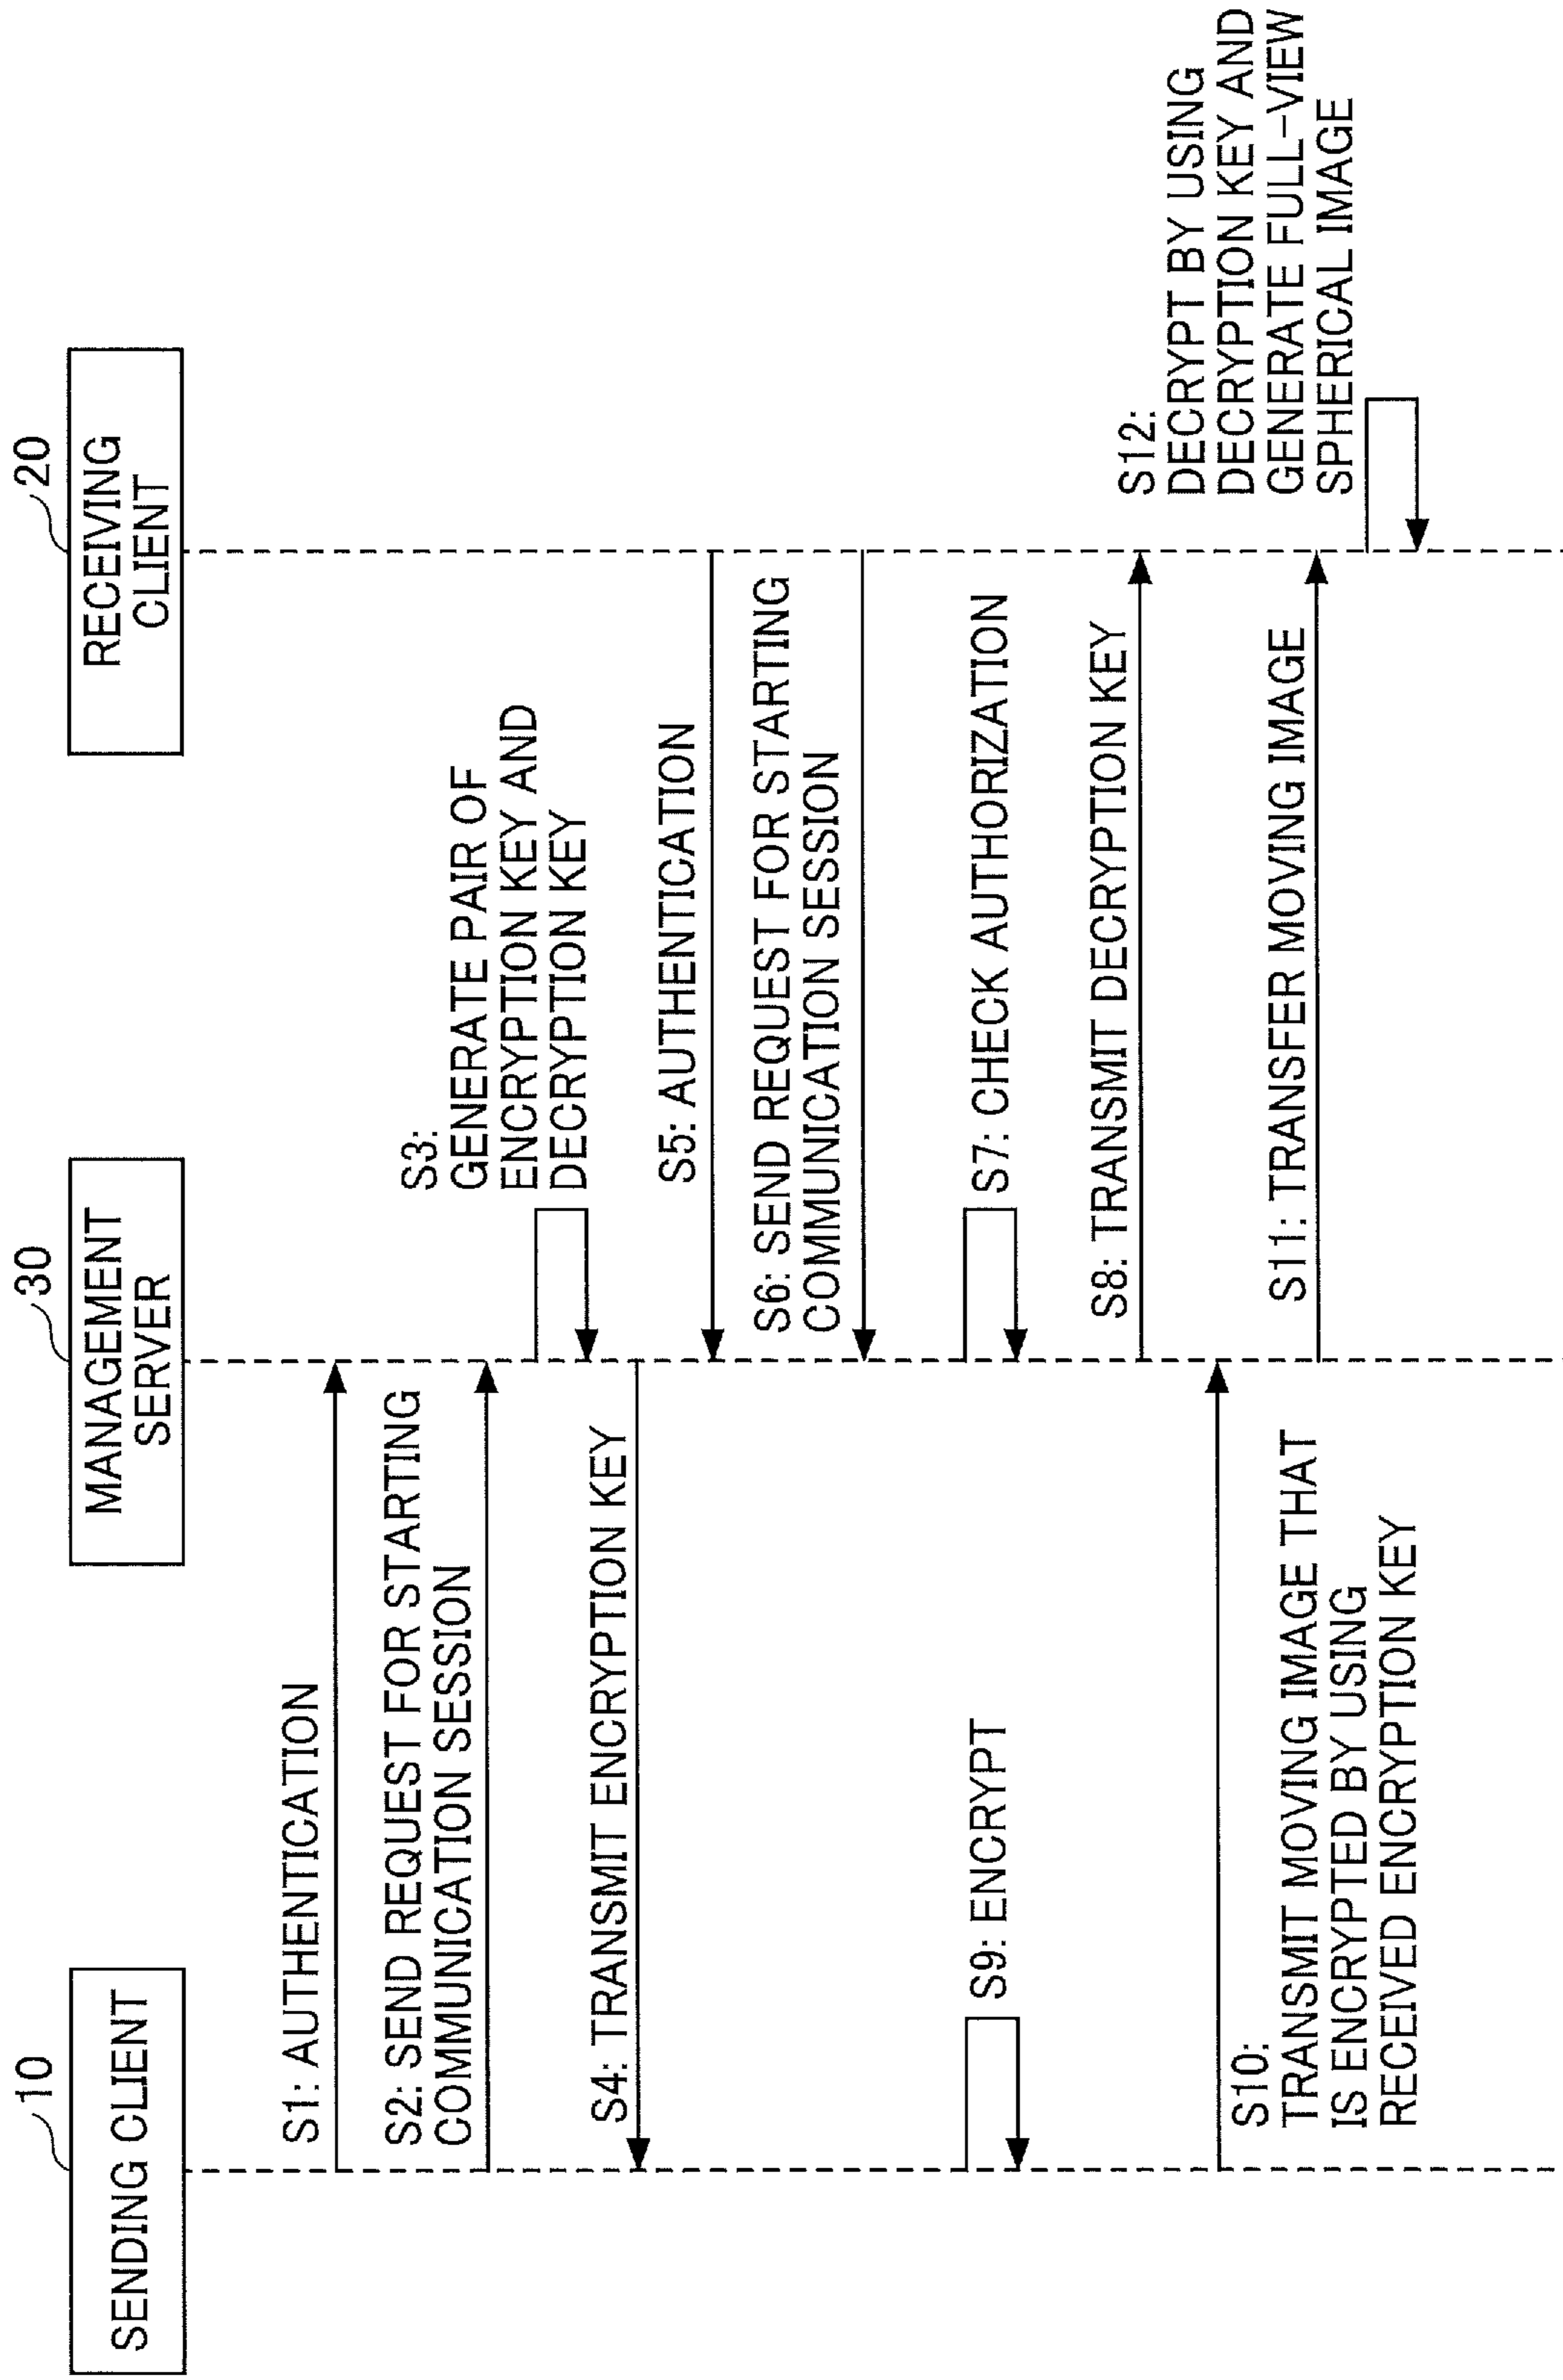 10
SENDING CLIENT
30
MANAGEMENT
SERVER
20
RECEIVING
CLIENT
S1: AUTHENTICATION
S2: SEND REQUEST FOR STARTING
COMMUNICATION SESSION
S3:
GENERATE PAIR OF
ENCRYPTION KEY AND
DECRYPTION KEY
S4: TRANSMIT ENCRYPTION KEY
S5: AUTHENTICATION
S6: SEND REQUEST FOR STARTING
COMMUNICATION SESSION
S7: CHECK AUTHORIZATION
S8: TRANSMIT DECRYPTION KEY
S9: ENCRYPT
S10:
TRANSMIT MOVING IMAGE THAT
IS ENCRYPTED BY USING
RECEIVED ENCRYPTION KEY
S11: TRANSFER MOVING IMAGE
S12:
DECRYPT BY USING
DECRYPTION KEY AND
GENERATE FULL-VIEW
SPHERICAL IMAGE